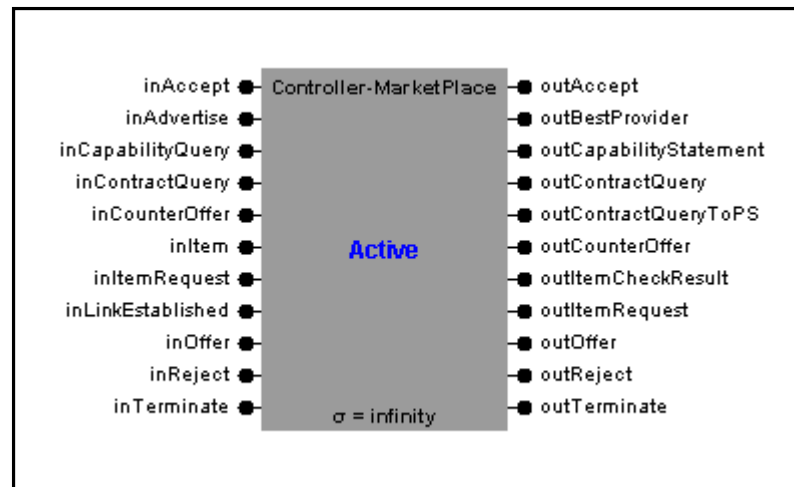 inAccept Controller-MarketPlace outAccept
inAdvertise outBestProvider
inCapabilityQuery outCapabilityStatement
inContractQuery outContractQuery
inCounterOffer outContractQueryToPS
inItem Active outCounterOffer
inItemRequest outItemCheckResult
inLinkEstablished outItemRequest
inOffer outOffer
inReject outReject
inTerminate σ = infinity outTerminate